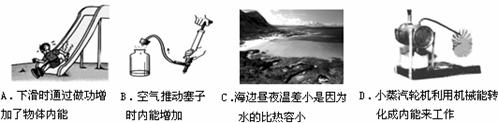 A．下滑时通过做功增
加了物体内能
B．空气推动塞子
时内能增加
C．海边昼夜温差小是因为
水的比热容小
D．小蒸汽轮机利用机械能转
化成内能来工作